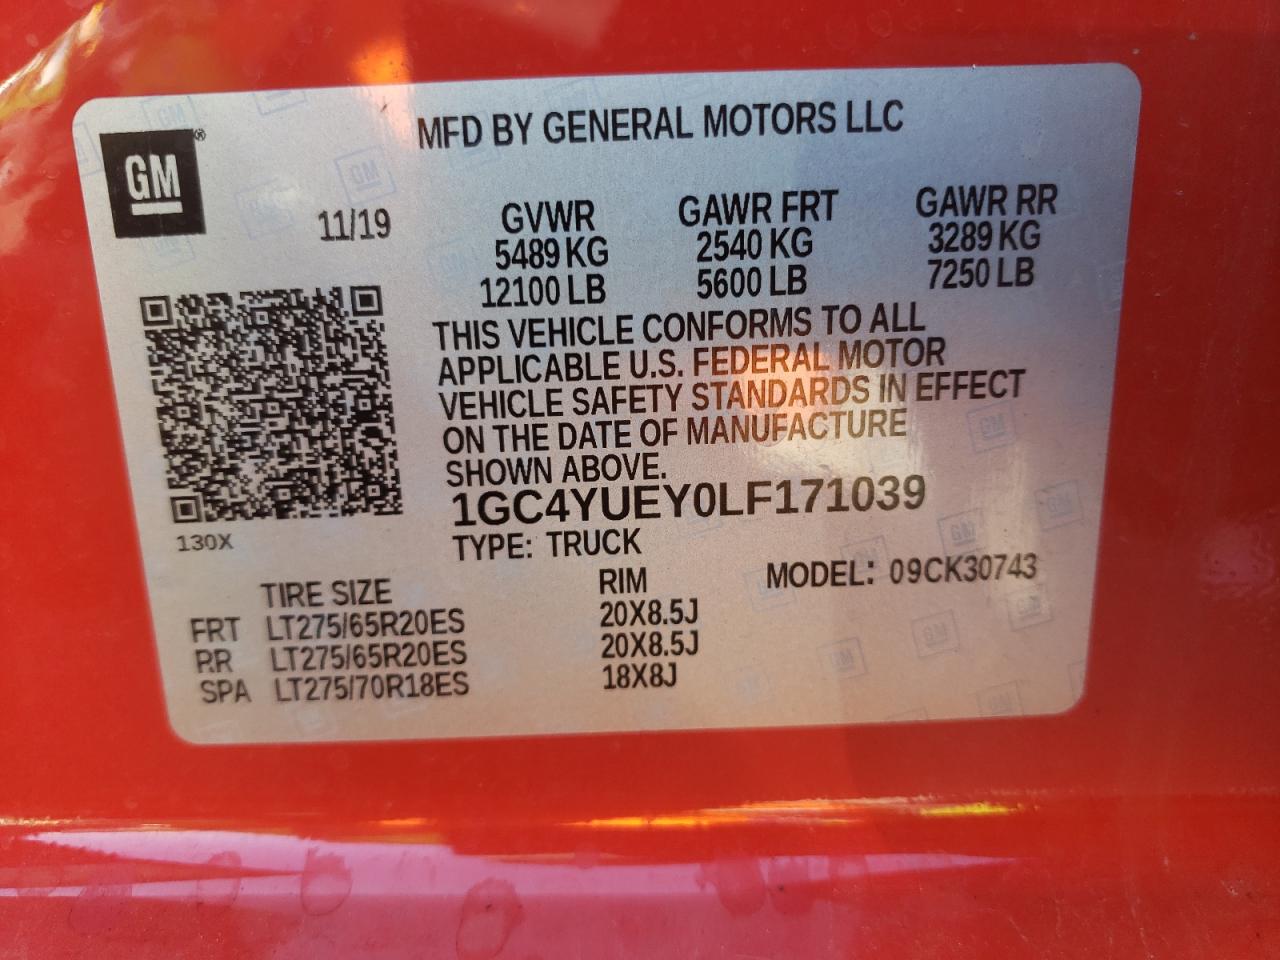 GM®
MFD BY GENERAL MOTORS LLC
11/19
GVWR GAWR FRT GAWR RR
5489 KG 2540 KG 3289 KG
12100 LB 5600 LB 7250 LB
THIS VEHICLE CONFORMS TO ALL
APPLICABLE U.S. FEDERAL MOTOR
VEHICLE SAFETY STANDARDS IN EFFECT
ON THE DATE OF MANUFACTURE
SHOWN ABOVE.
1GC4YUEY0LF171039
130X
TYPE: TRUCK
MODEL: 09CK30743
TIRE SIZE RIM
FRT LT275/65R20ES 20X8.5J
RR LT275/65R20ES 20X8.5J
SPA LT275/70R18ES 18X8J